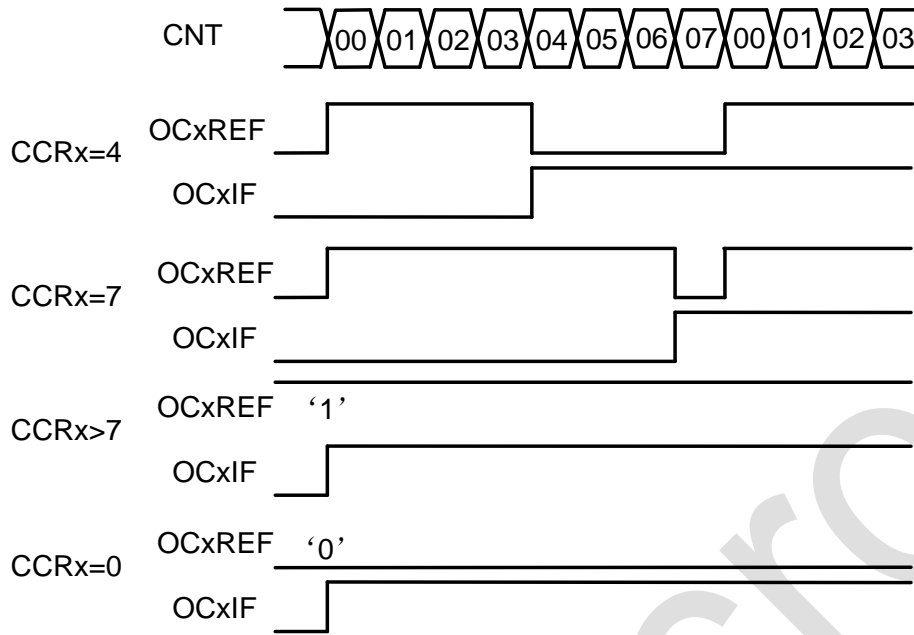 CNT 00 01 02 03 04 05 06 07 00 01 02 03
CCRx=4
OCxREF
OCxIF
CCRx=7
OCxREF
OCxIF
CCRx>7
OCxREF ‘1’
OCxIF
CCRx=0
OCxREF ‘0’
OCxIF